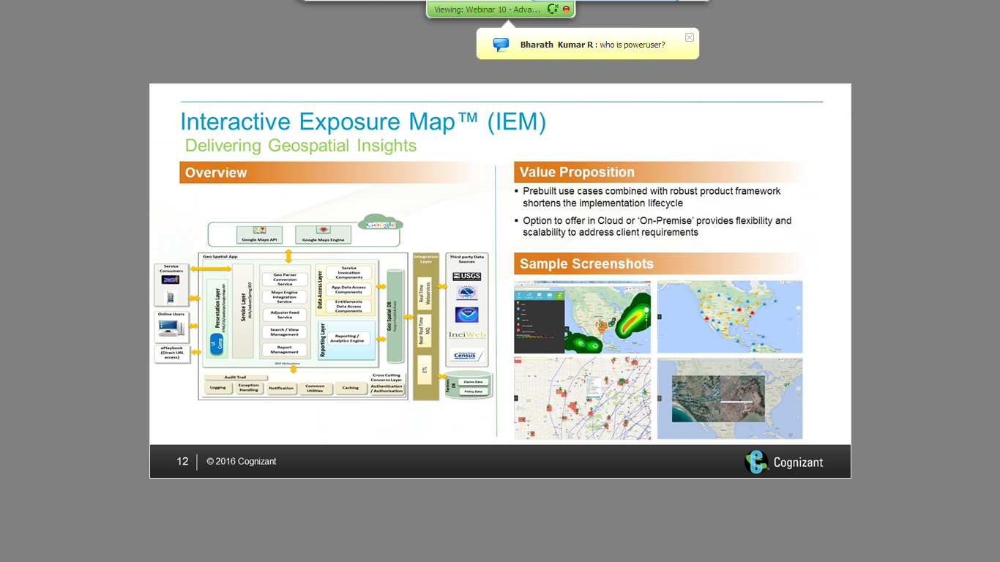 Viewing: Webinar 10 - Adva...
Bharath Kumar R : who is poweruser?
Interactive Exposure Map™ (IEM)
Delivering Geospatial Insights
Overview
Google
Google Maps API
Google Maps Engine
Geo Spatial App
Service
Consumers
Online Users
ePlaybook
(Direct URL
access)
Presentation Layer
UI
Comp
Service Layer
Geo Parser
Conversion
Service
Maps Engine
Integration
Service
Adjuster Feed
Service
Search / View
Management
Report
Management
IBM Websphere
Data Access Layer
Service
Invocation
Components
App.Data Access
Components
Entitlements
Data Access
Components
Reporting Layer
Reporting /
Analytics Engine
Geo Spatial DB
Integration
Layer
Real Time
Webservices
Near Real Time
MQ
ETL
Third party Data
Sources
USGS
InciWeb
Census
Farmers
DB
Claims Data
Policy Data
Audit Trail
Logging
Exception
Handling
Notification
Common
Utilities
Caching
Cross Cutting
Concerns Layer
Authentication
/ Authorization
Value Proposition
▪ Prebuilt use cases combined with robust product framework
shortens the implementation lifecycle
▪ Option to offer in Cloud or ‘On-Premise’ provides flexibility and
scalability to address client requirements
Sample Screenshots
12
© 2016 Cognizant
Cognizant